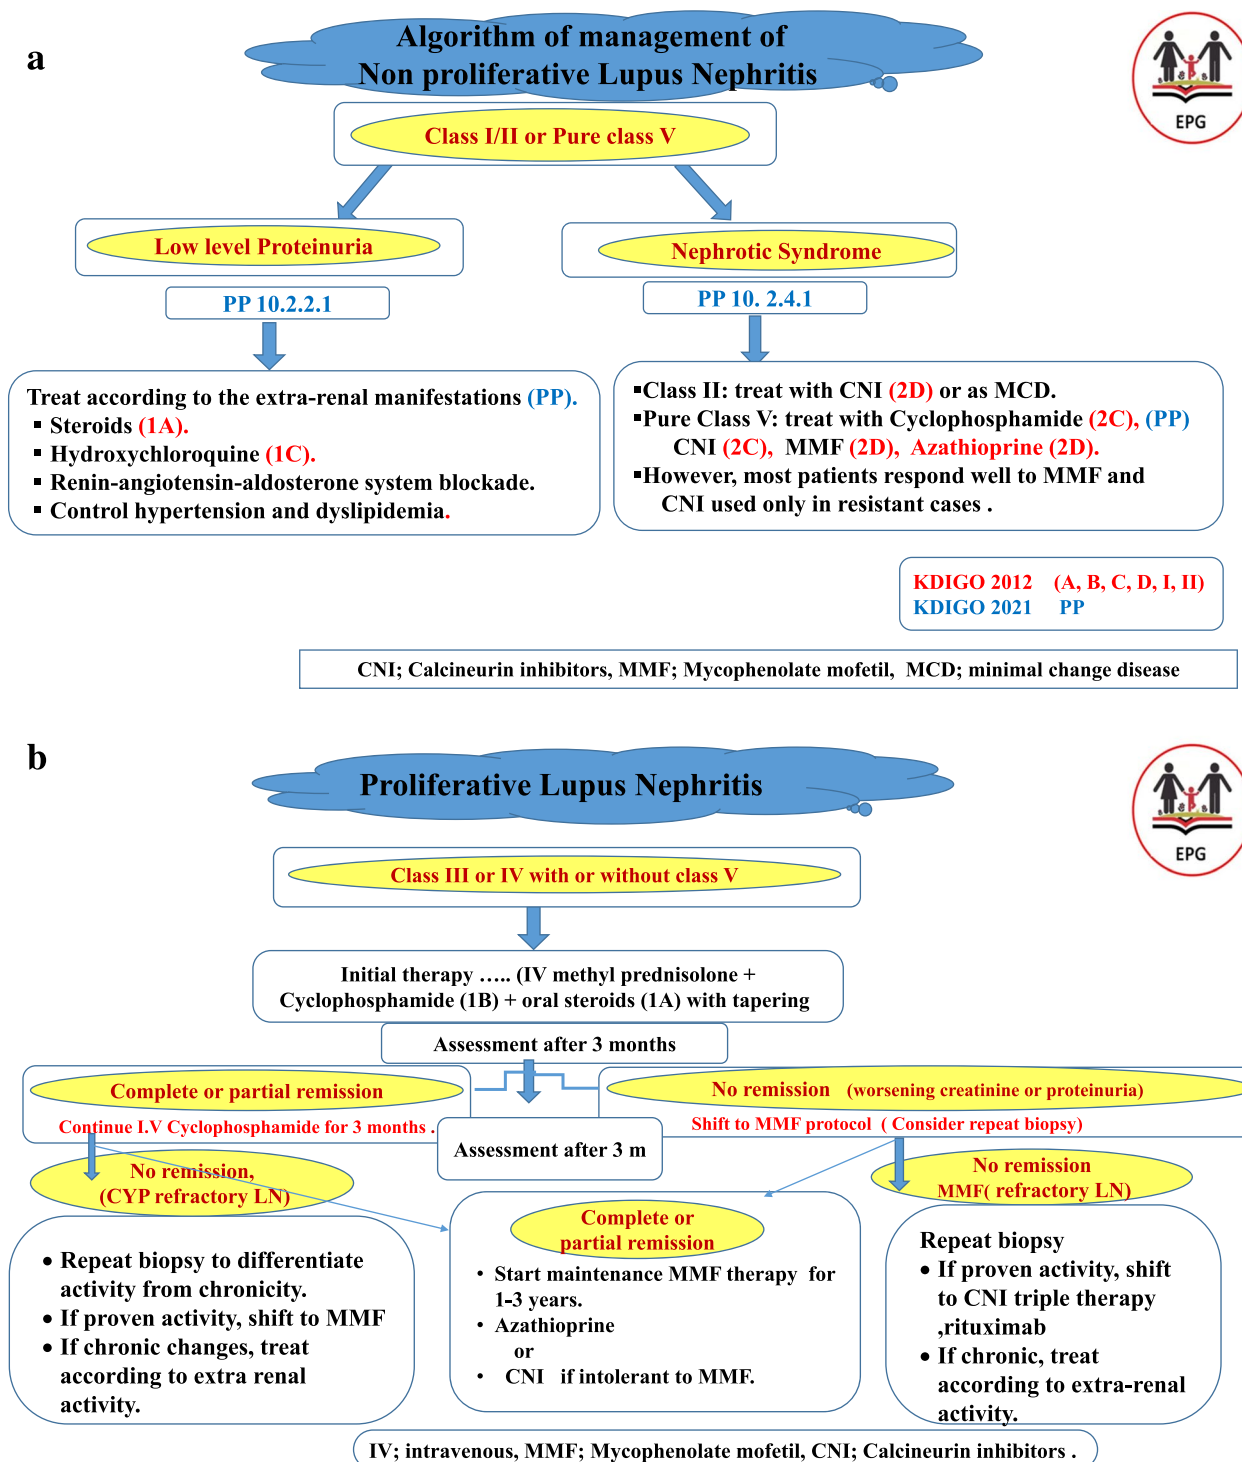 a
Algorithm of management of
Non proliferative Lupus Nephritis
EPG
Class I/II or Pure class V
Low level Proteinuria
Nephrotic Syndrome
PP 10.2.2.1
PP 10. 2.4.1
Treat according to the extra-renal manifestations (PP).
▪ Steroids (1A).
▪ Hydroxychloroquine (1C).
▪ Renin-angiotensin-aldosterone system blockade.
▪ Control hypertension and dyslipidemia.
▪Class II: treat with CNI (2D) or as MCD.
▪Pure Class V: treat with Cyclophosphamide (2C), (PP)
CNI (2C), MMF (2D), Azathioprine (2D).
▪However, most patients respond well to MMF and
CNI used only in resistant cases .
KDIGO 2012 (A, B, C, D, I, II)
KDIGO 2021 PP
CNI; Calcineurin inhibitors, MMF; Mycophenolate mofetil, MCD; minimal change disease
b
Proliferative Lupus Nephritis
EPG
Class III or IV with or without class V
Initial therapy ….. (IV methyl prednisolone +
Cyclophosphamide (1B) + oral steroids (1A) with tapering
Assessment after 3 months
Complete or partial remission
Continue I.V Cyclophosphamide for 3 months .
No remission (worsening creatinine or proteinuria)
Shift to MMF protocol ( Consider repeat biopsy)
Assessment after 3 m
No remission,
(CYP refractory LN)
No remission
MMF( refractory LN)
• Repeat biopsy to differentiate
activity from chronicity.
• If proven activity, shift to MMF
• If chronic changes, treat
according to extra renal
activity.
Complete or
partial remission
• Start maintenance MMF therapy for
1-3 years.
• Azathioprine
or
• CNI if intolerant to MMF.
Repeat biopsy
• If proven activity, shift
to CNI triple therapy
,rituximab
• If chronic, treat
according to extra-renal
activity.
IV; intravenous, MMF; Mycophenolate mofetil, CNI; Calcineurin inhibitors .